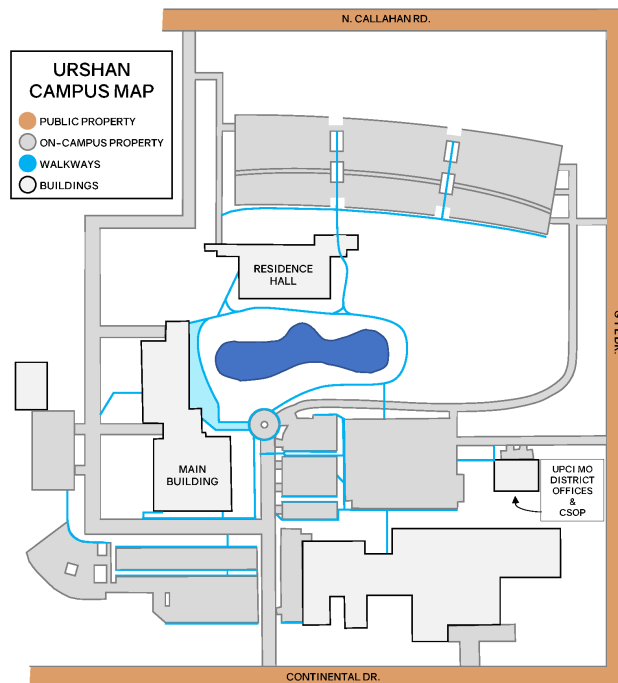 N. CALLAHAN RD.
URSHAN
CAMPUS MAP
PUBLIC PROPERTY
ON-CAMPUS PROPERTY
WALKWAYS
BUILDINGS
RESIDENCE
HALL
MAIN
BUILDING
UPCI MO
DISTRICT
OFFICES
&
CSOP
CONTINENTAL DR.